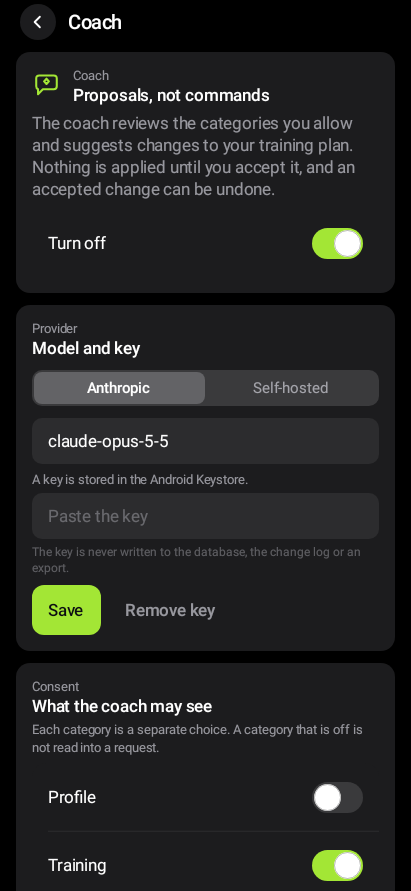 Coach
Coach
Proposals, not commands
The coach reviews the categories you allow
and suggests changes to your training plan.
Nothing is applied until you accept it, and an
accepted change can be undone.
Turn off
Provider
Model and key
Anthropic
Self-hosted
claude-opus-5-5
A key is stored in the Android Keystore.
Paste the key
The key is never written to the database, the change log or an
export.
Save
Remove key
Consent
What the coach may see
Each category is a separate choice. A category that is off is
not read into a request.
Profile
Training